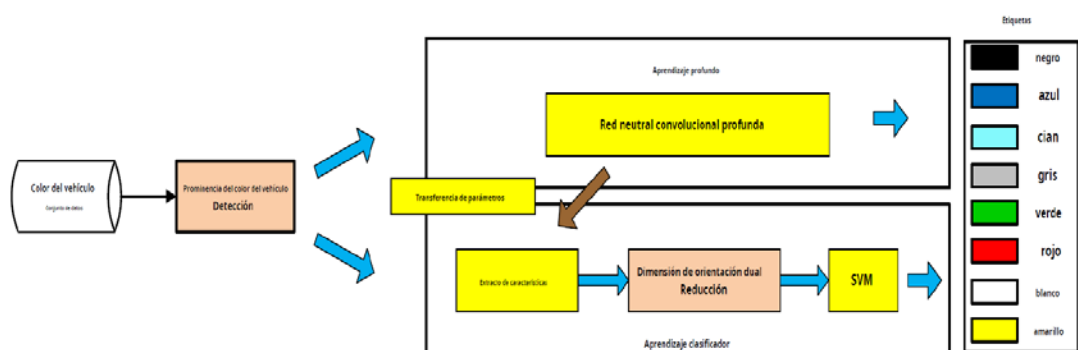 Etiquetas
negro
Aprendizaje profundo
azul
Red neutral convolucional profunda
cian
gris
Color del vehículo
Conjunto de datos
Prominencia del color del vehículo
Detección
Transferencia de parámetros
verde
rojo
Extracto de características
Dimensión de orientación dual
Reducción
SVM
blanco
amarillo
Aprendizaje clasificador